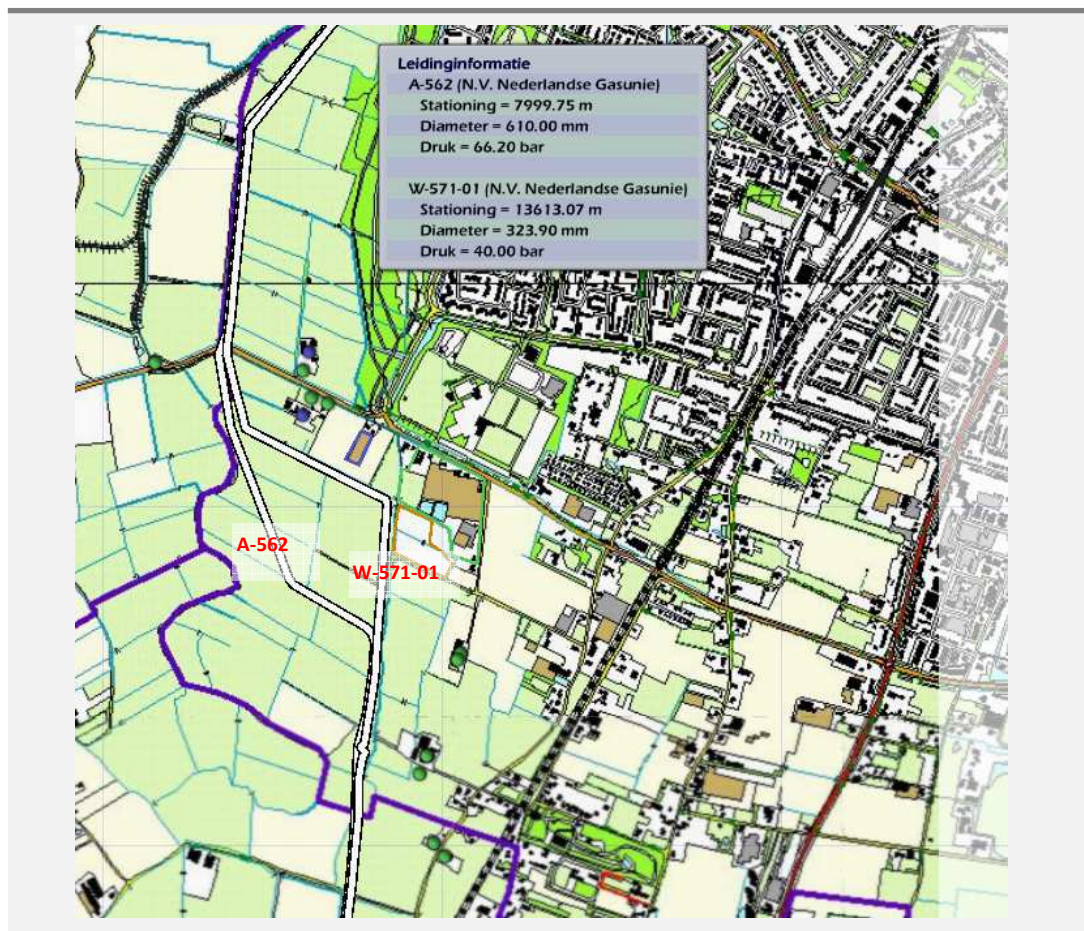 Leidinginformatie
A-562 (N.V. Nederlandse Gasunie)
Stationing = 7999.75 m
Diameter = 610.00 mm
Druk = 66.20 bar
W-571-01 (N.V. Nederlandse Gasunie)
Stationing = 13613.07 m
Diameter = 323.90 mm
Druk = 40.00 bar
A-562
W-571-01